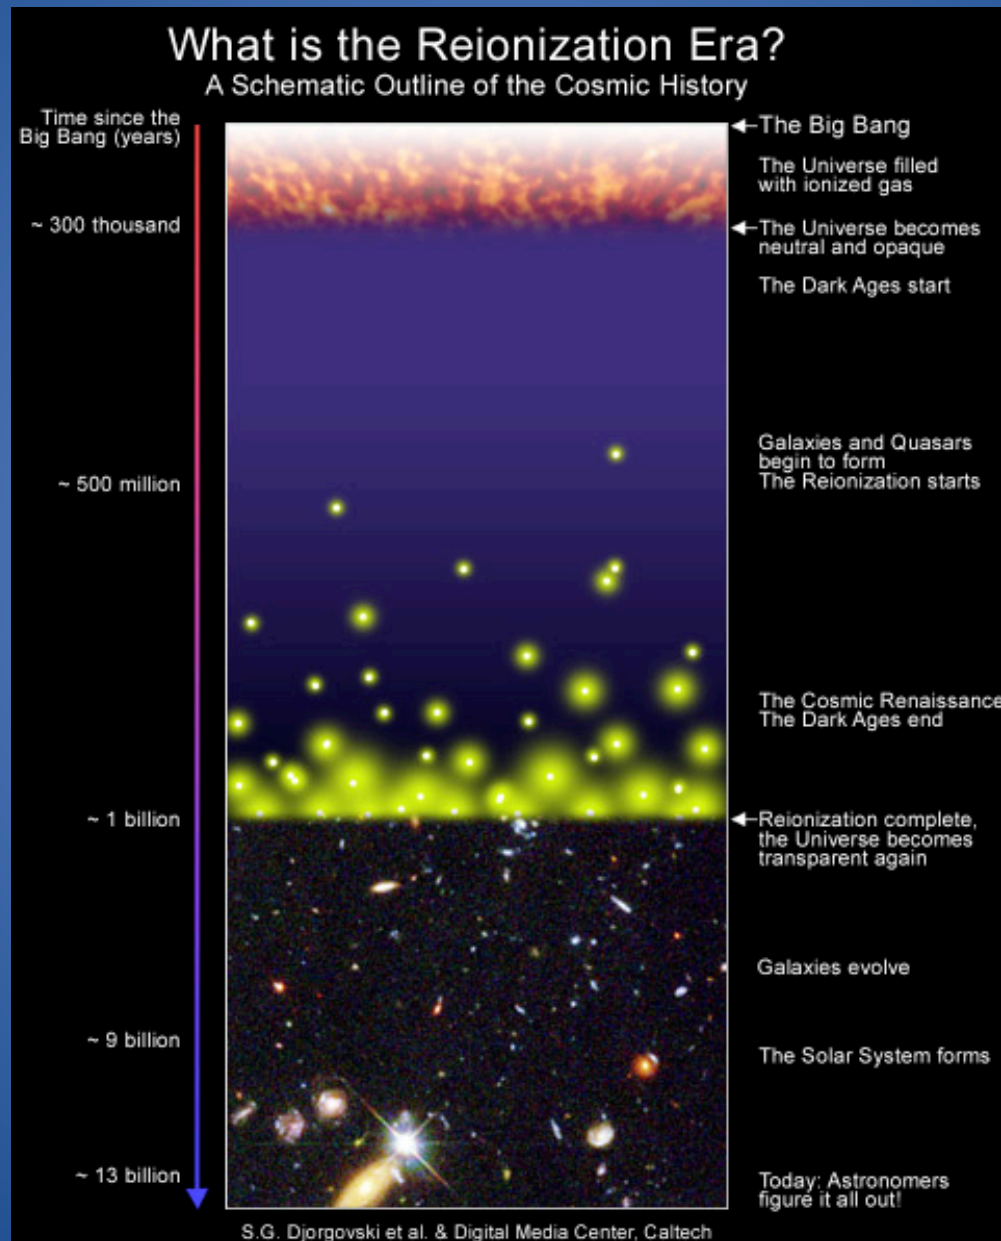 What is the Reionization Era?
A Schematic Outline of the Cosmic History
Time since the
Big Bang (years)
The Big Bang
The Universe filled
with ionized gas
~ 300 thousand
The Universe becomes
neutral and opaque
The Dark Ages start
Galaxies and Quasars
begin to form
The Reionization starts
~ 500 million
The Cosmic Renaissance
The Dark Ages end
~ 1 billion
Reionization complete,
the Universe becomes
transparent again
Galaxies evolve
~ 9 billion
The Solar System forms
~ 13 billion
Today: Astronomers
figure it all out!
S.G. Djorgovski et al. & Digital Media Center, Caltech